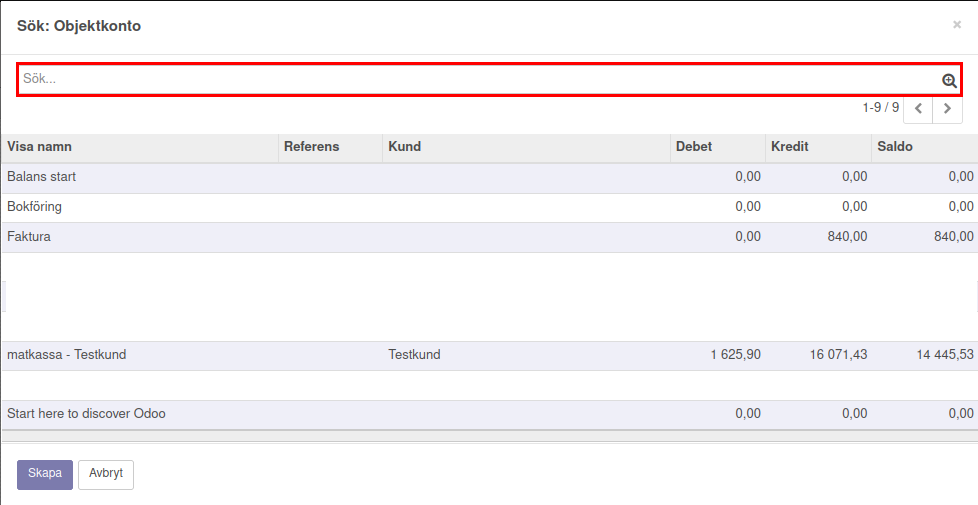 Sök: Objektkonto ×
Sök...
1-9 / 9
Visa namn Referens Kund Debet Kredit Saldo
Balans start 0,00 0,00 0,00
Bokföring 0,00 0,00 0,00
Faktura 0,00 840,00 840,00
matkassa - Testkund Testkund 1 625,90 16 071,43 14 445,53
Start here to discover Odoo 0,00 0,00 0,00
Skapa Avbryt